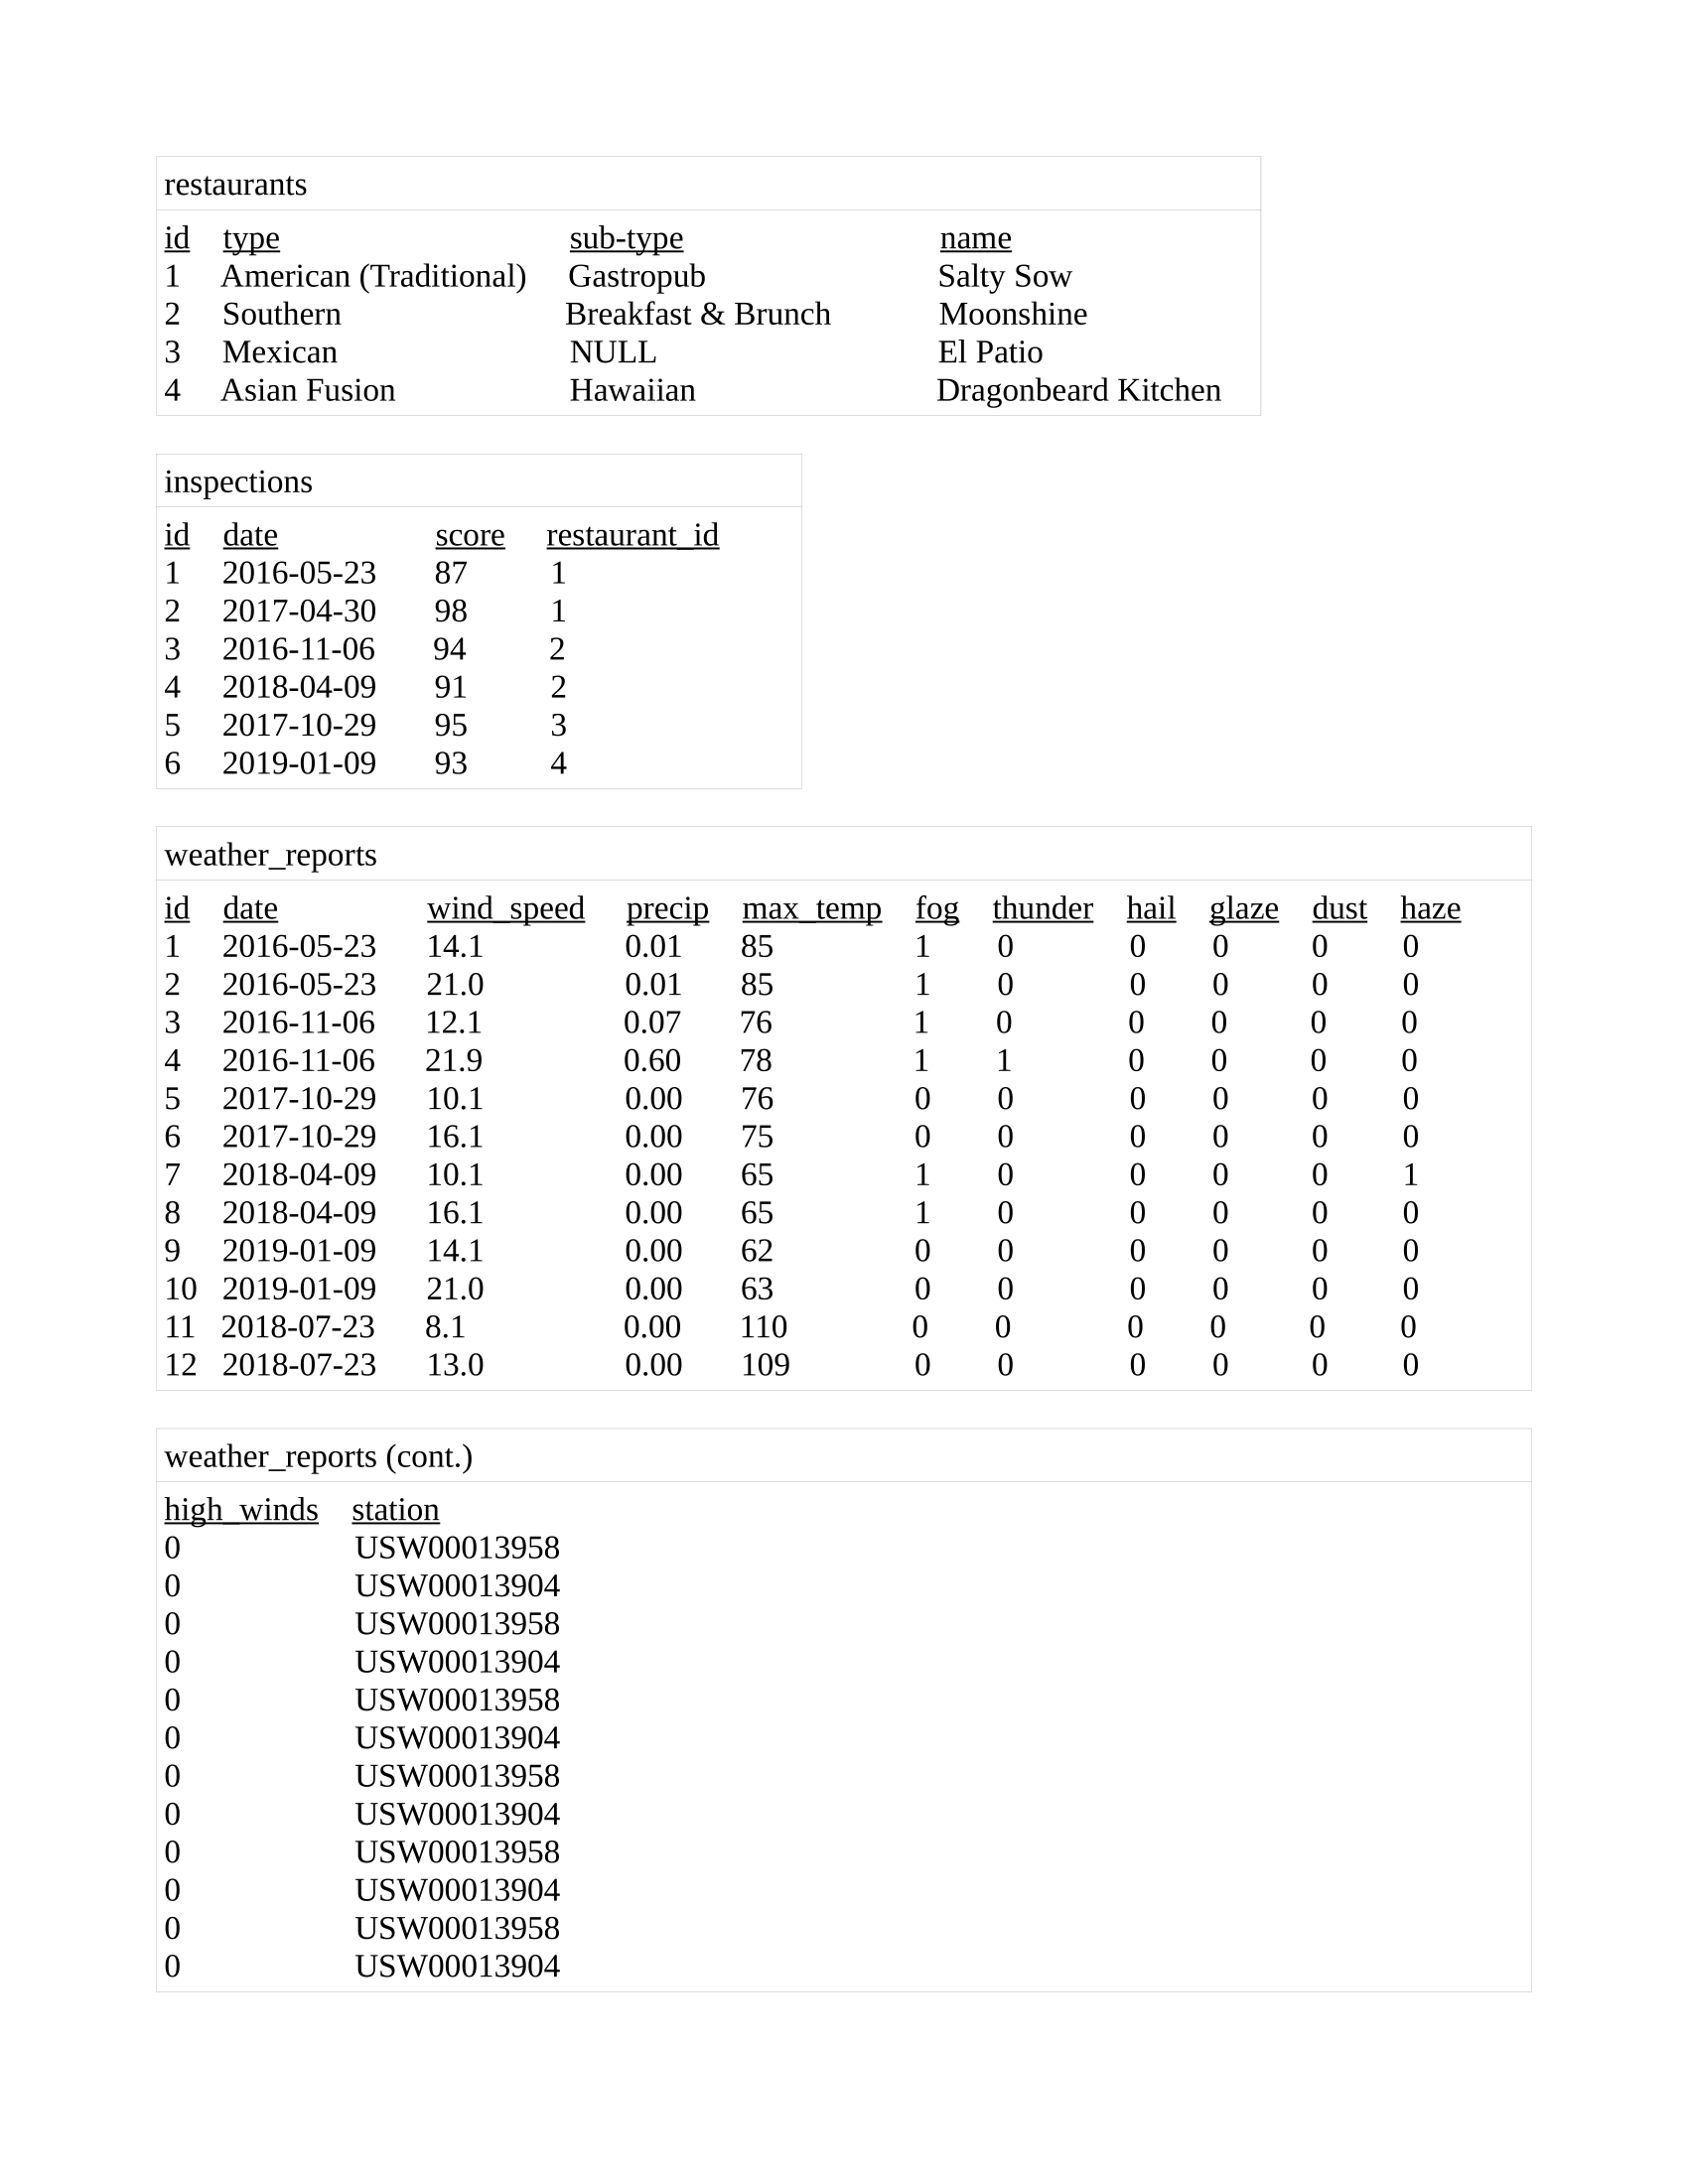 restaurants
id type sub-type name
1 American (Traditional) Gastropub Salty Sow
2 Southern Breakfast & Brunch Moonshine
3 Mexican NULL El Patio
4 Asian Fusion Hawaiian Dragonbeard Kitchen
inspections
id date score restaurant_id
1 2016-05-23 87 1
2 2017-04-30 98 1
3 2016-11-06 94 2
4 2018-04-09 91 2
5 2017-10-29 95 3
6 2019-01-09 93 4
weather_reports
id date wind_speed precip max_temp fog thunder hail glaze dust haze
1 2016-05-23 14.1 0.01 85 1 0 0 0 0 0
2 2016-05-23 21.0 0.01 85 1 0 0 0 0 0
3 2016-11-06 12.1 0.07 76 1 0 0 0 0 0
4 2016-11-06 21.9 0.60 78 1 1 0 0 0 0
5 2017-10-29 10.1 0.00 76 0 0 0 0 0 0
6 2017-10-29 16.1 0.00 75 0 0 0 0 0 0
7 2018-04-09 10.1 0.00 65 1 0 0 0 0 1
8 2018-04-09 16.1 0.00 65 1 0 0 0 0 0
9 2019-01-09 14.1 0.00 62 0 0 0 0 0 0
10 2019-01-09 21.0 0.00 63 0 0 0 0 0 0
11 2018-07-23 8.1 0.00 110 0 0 0 0 0 0
12 2018-07-23 13.0 0.00 109 0 0 0 0 0 0
weather_reports (cont.)
high_winds station
0 USW00013958
0 USW00013904
0 USW00013958
0 USW00013904
0 USW00013958
0 USW00013904
0 USW00013958
0 USW00013904
0 USW00013958
0 USW00013904
0 USW00013958
0 USW00013904